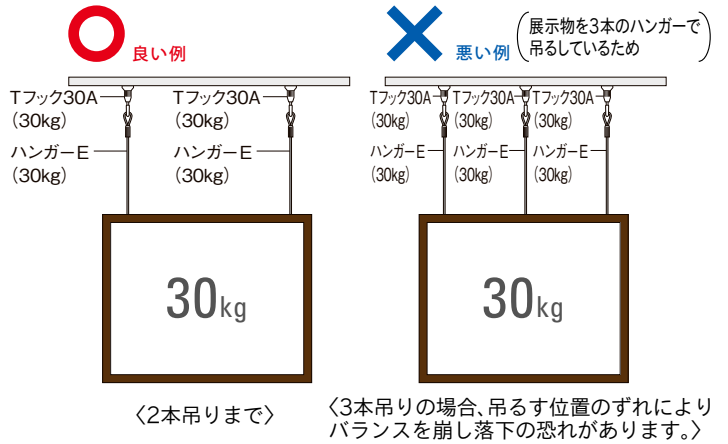 良い例
Tフック30A
(30kg)
ハンガーE
(30kg)
Tフック30A
(30kg)
ハンガーE
(30kg)
30kg
〈2本吊りまで〉
悪い例
(展示物を3本のハンガーで
吊るしているため)
Tフック30A
(30kg)
ハンガーE
(30kg)
Tフック30A
(30kg)
ハンガーE
(30kg)
Tフック30A
(30kg)
ハンガーE
(30kg)
30kg
〈3本吊りの場合、吊るす位置のずれにより
バランスを崩し落下の恐れがあります。〉